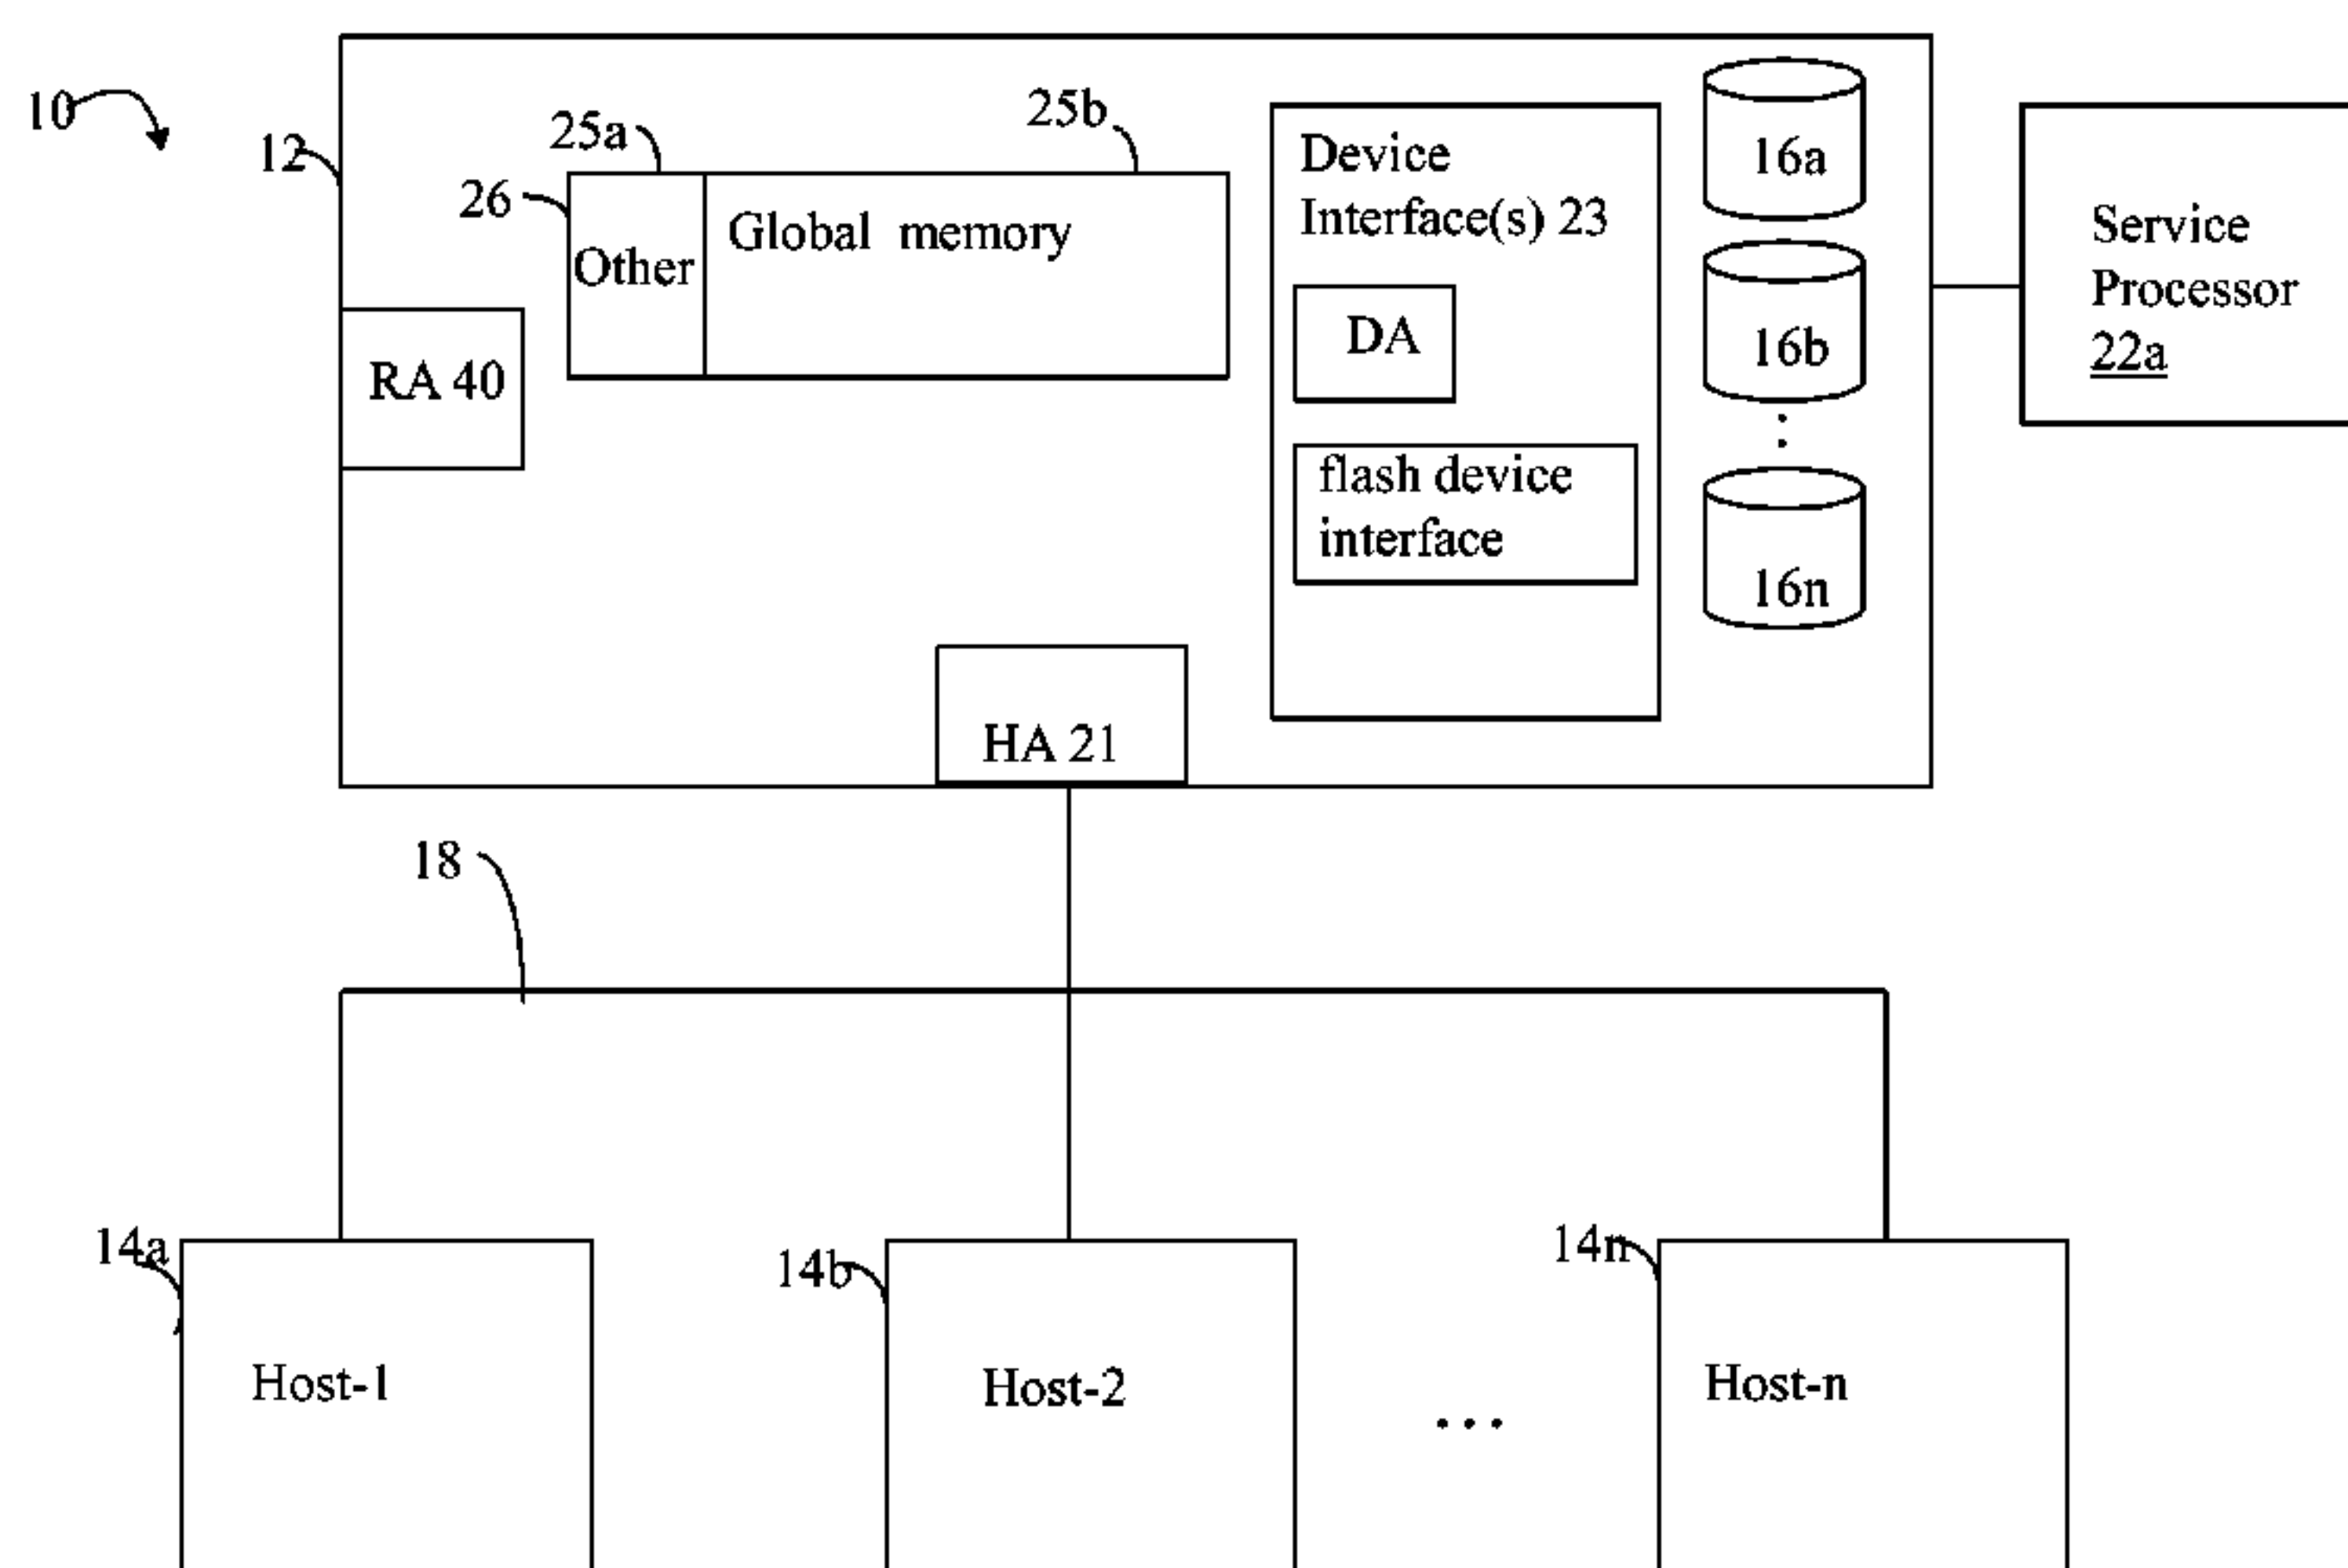 10
12
25a
25b
26
Other
Global memory
Device
Interface(s) 23
DA
flash device
interface
16a
16b
16n
Service
Processor
22a
RA 40
HA 21
18
14a
14b
14n
Host-1
Host-2
...
Host-n